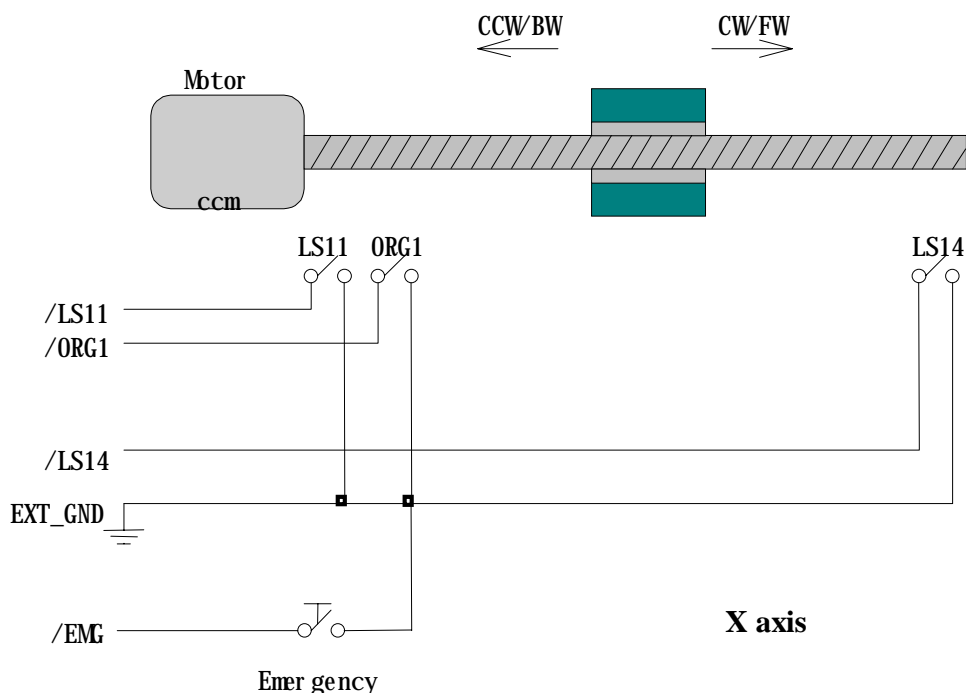 CCW/BW
CW/FW
Motor
ccm
LS11
ORG1
LS14
/LS11
/ORG1
/LS14
EXT_GND
/EMG
X axis
Emergency